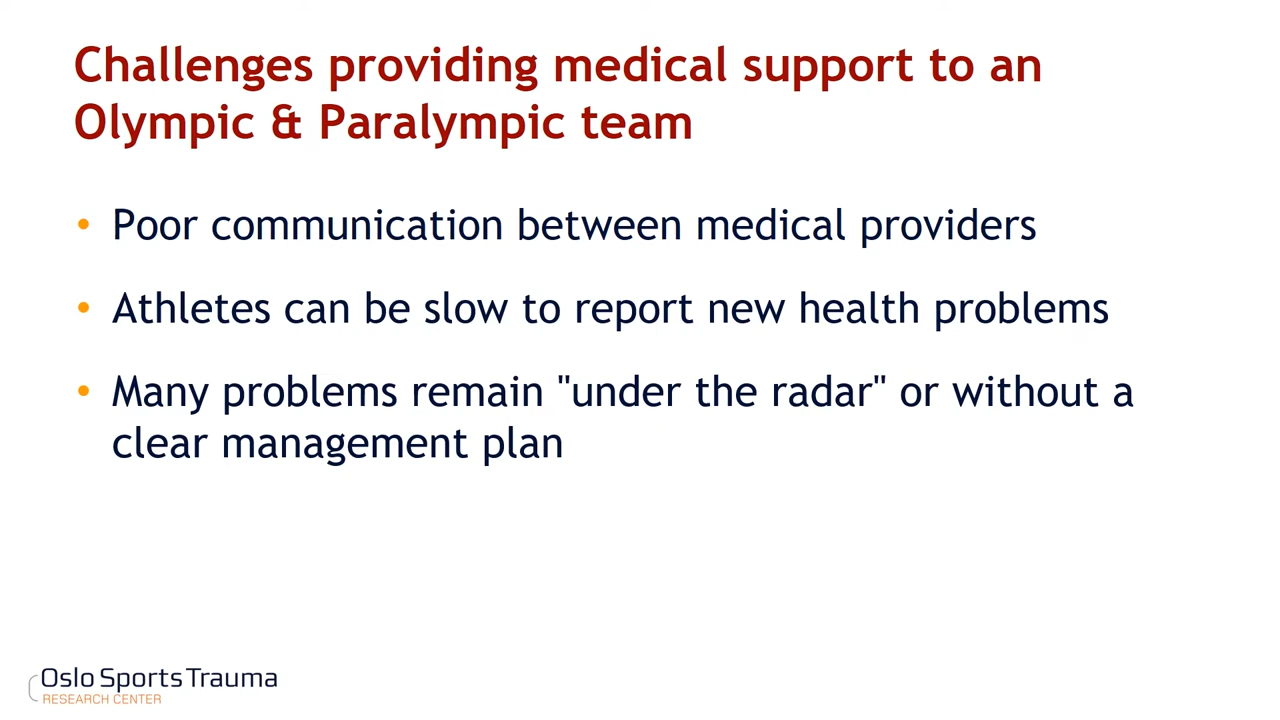 Challenges providing medical support to an
Olympic & Paralympic team
• Poor communication between medical providers
• Athletes can be slow to report new health problems
• Many problems remain "under the radar" or without a
clear management plan
Oslo Sports Trauma
RESEARCH CENTER